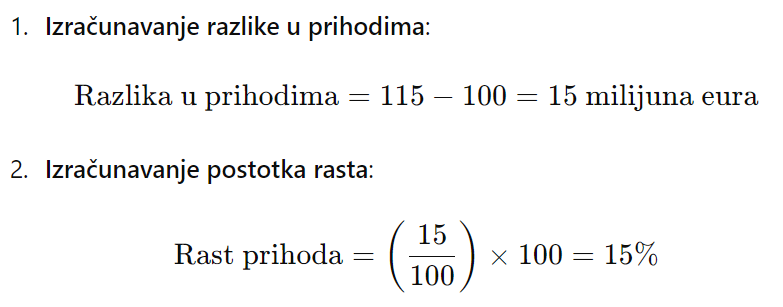 1. Izračunavanje razlike u prihodima:
Razlika u prihodima = 115 − 100 = 15 milijuna eura
2. Izračunavanje postotka rasta:
Rast prihoda = (15/100) × 100 = 15%